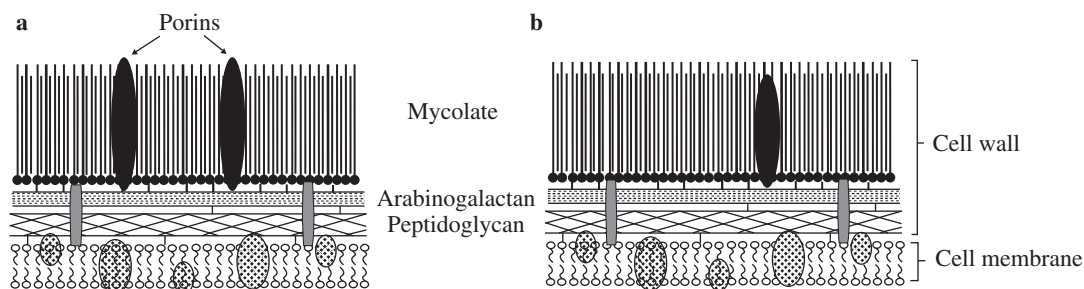 a
Porins
b
Mycolate
Cell wall
Arabinogalactan
Peptidoglycan
Cell membrane